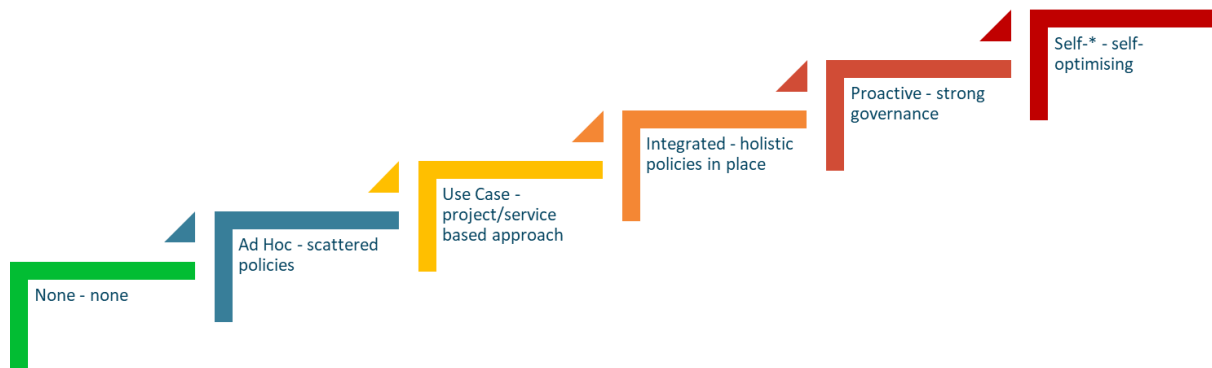 None - none
Ad Hoc - scattered
policies
Use Case -
project/service
based approach
Integrated - holistic
policies in place
Proactive - strong
governance
Self-* - self-
optimising